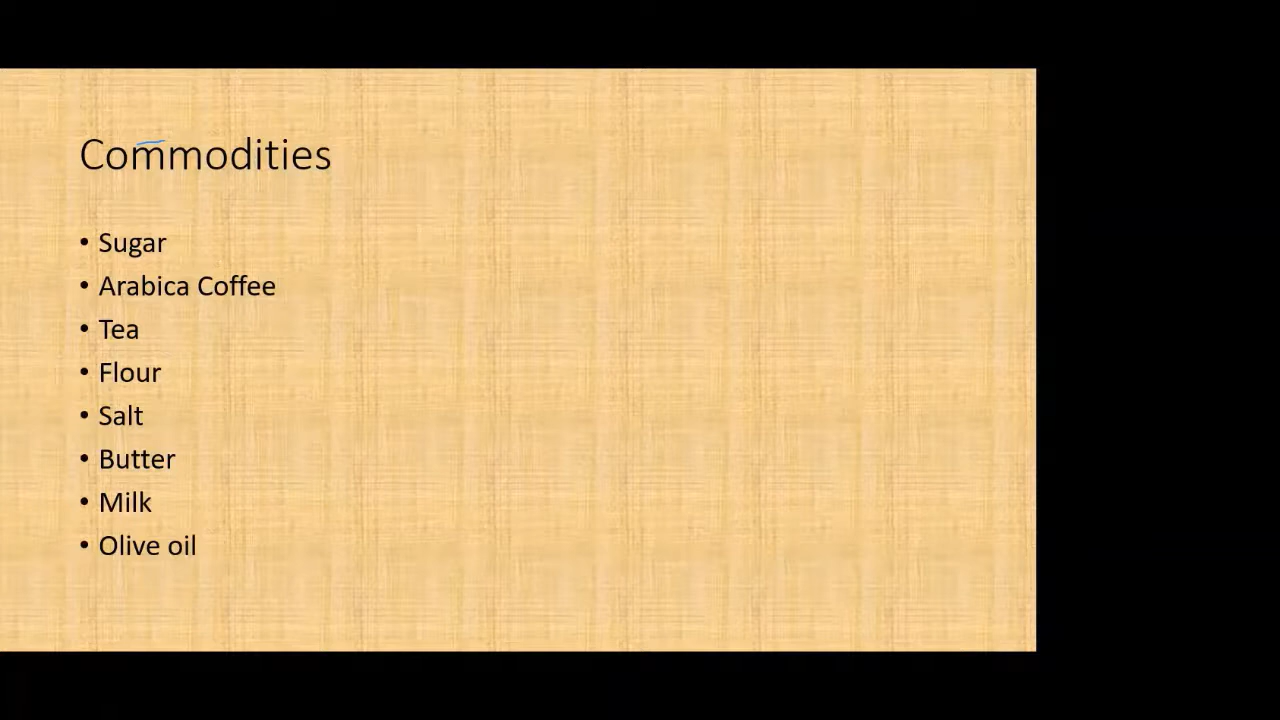 Commodities
• Sugar
• Arabica Coffee
• Tea
• Flour
• Salt
• Butter
• Milk
• Olive oil